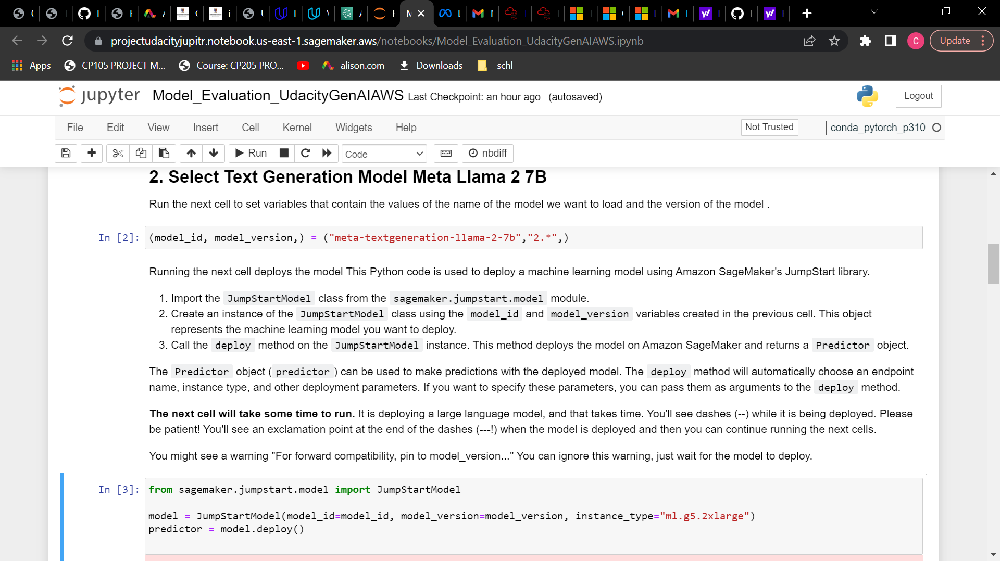 projectudacityjupitr.notebook.us-east-1.sagemaker.aws/notebooks/Model_Evaluation_UdacityGenAIAWS.ipynb
C
Update
Apps
CP105 PROJECT M...
Course: CP205 PRO...
alison.com
Downloads
schl
jupyter
Model_Evaluation_UdacityGenAIAWS Last Checkpoint: an hour ago (autosaved)
Logout
File Edit View Insert Cell Kernel Widgets Help
Not Trusted
conda_pytorch_p310
Run
Code
nbdiff
2. Select Text Generation Model Meta Llama 2 7B
Run the next cell to set variables that contain the values of the name of the model we want to load and the version of the model .
In [2]: (model_id, model_version,) = ("meta-textgeneration-llama-2-7b","2.*",)
Running the next cell deploys the model This Python code is used to deploy a machine learning model using Amazon SageMaker's JumpStart library.
1. Import the JumpStartModel class from the sagemaker.jumpstart.model module.
2. Create an instance of the JumpStartModel class using the model_id and model_version variables created in the previous cell. This object
represents the machine learning model you want to deploy.
3. Call the deploy method on the JumpStartModel instance. This method deploys the model on Amazon SageMaker and returns a Predictor object.
The Predictor object ( predictor ) can be used to make predictions with the deployed model. The deploy method will automatically choose an endpoint
name, instance type, and other deployment parameters. If you want to specify these parameters, you can pass them as arguments to the deploy method.
The next cell will take some time to run. It is deploying a large language model, and that takes time. You'll see dashes (--) while it is being deployed. Please
be patient! You'll see an exclamation point at the end of the dashes (---!) when the model is deployed and then you can continue running the next cells.
You might see a warning "For forward compatibility, pin to model_version..." You can ignore this warning, just wait for the model to deploy.
In [3]: from sagemaker.jumpstart.model import JumpStartModel
model = JumpStartModel(model_id=model_id, model_version=model_version, instance_type="ml.g5.2xlarge")
predictor = model.deploy()